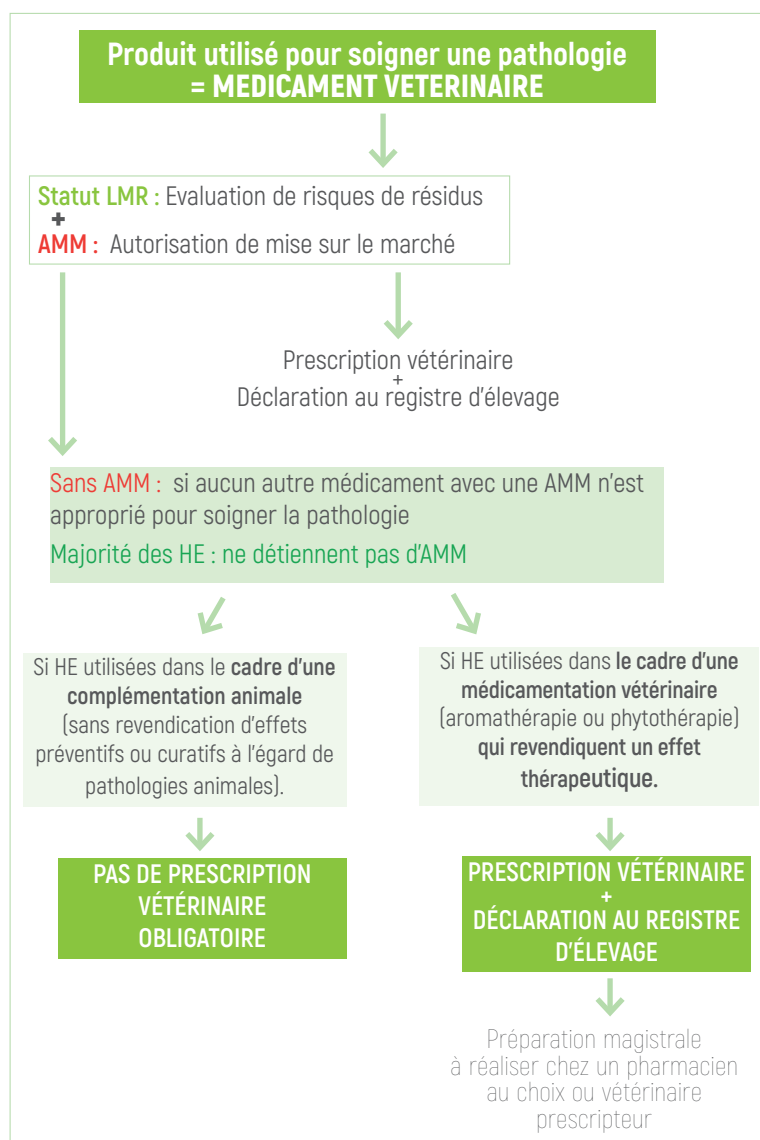 Produit utilisé pour soigner une pathologie
= MEDICAMENT VETERINAIRE
Statut LMR : Evaluation de risques de résidus
+
AMM : Autorisation de mise sur le marché
Prescription vétérinaire
+
Déclaration au registre d'élevage
Sans AMM : si aucun autre médicament avec une AMM n'est
approprié pour soigner la pathologie
Majorité des HE : ne détiennent pas d'AMM
Si HE utilisées dans le cadre d'une
complémentation animale
(sans revendication d'effets
préventifs ou curatifs à l'égard de
pathologies animales).
Si HE utilisées dans le cadre d'une
médicamentation vétérinaire
(aromathérapie ou phytothérapie)
qui revendiquent un effet
thérapeutique.
PAS DE PRESCRIPTION
VÉTÉRINAIRE
OBLIGATOIRE
PRESCRIPTION VÉTÉRINAIRE
+
DÉCLARATION AU REGISTRE
D'ÉLEVAGE
Préparation magistrale
à réaliser chez un pharmacien
au choix ou vétérinaire
prescripteur